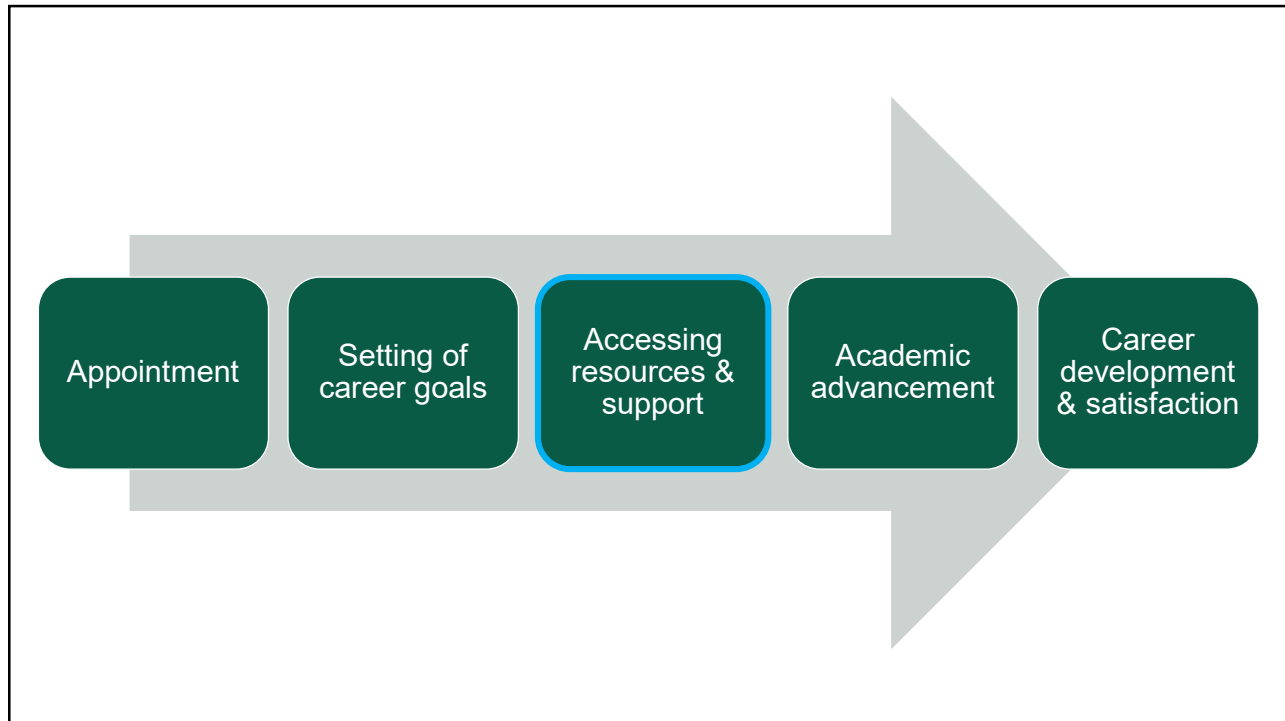 Appointment
Setting of
career goals
Accessing
resources &
support
Academic
advancement
Career
development
& satisfaction